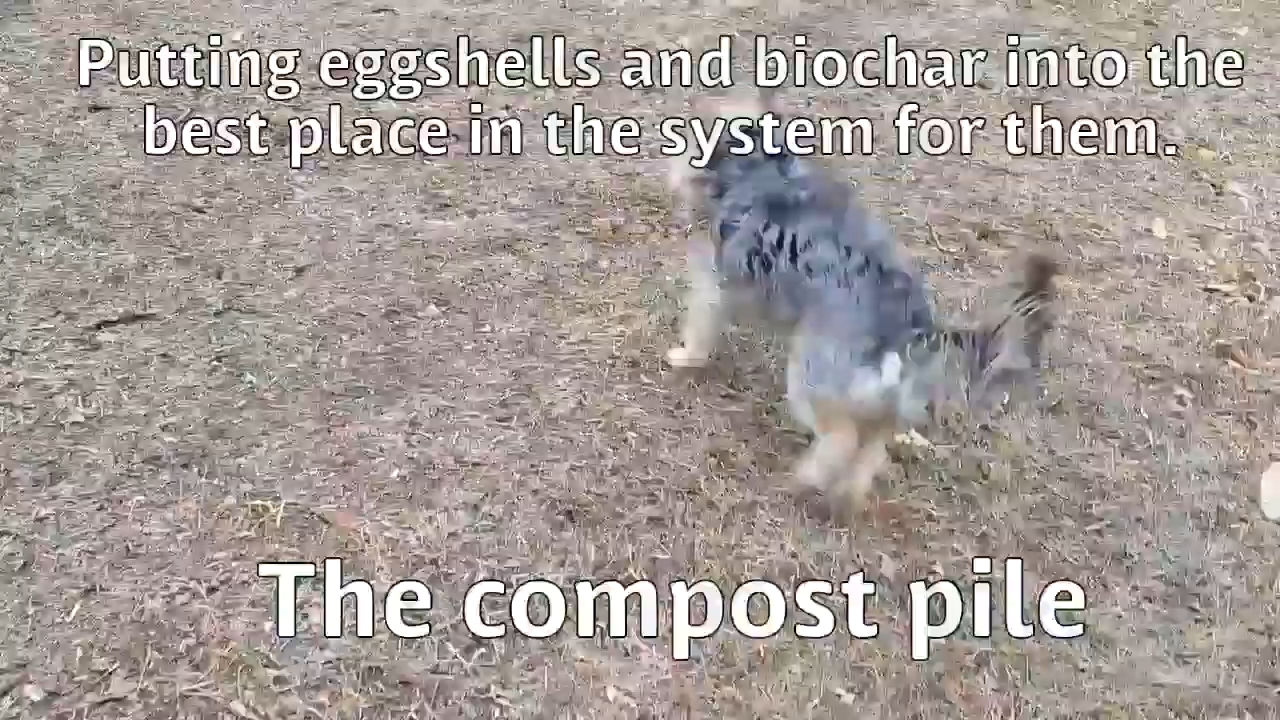 Putting eggshells and biochar into the
best place in the system for them.
The compost pile